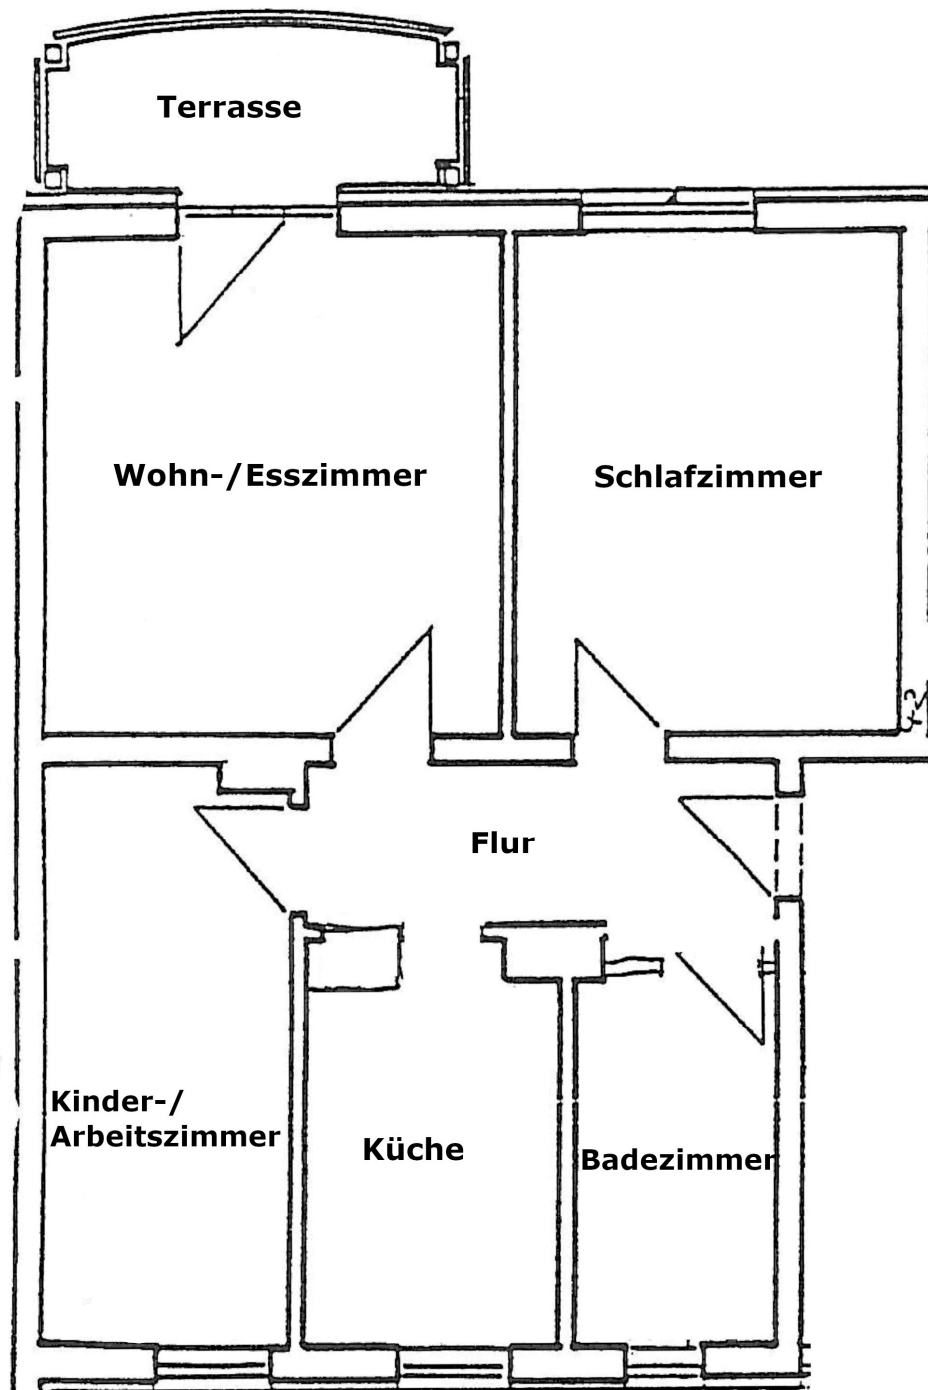 Terrasse
Wohn-/Esszimmer
Schlafzimmer
Flur
Kinder-/
Arbeitszimmer
Küche
Badezimmer